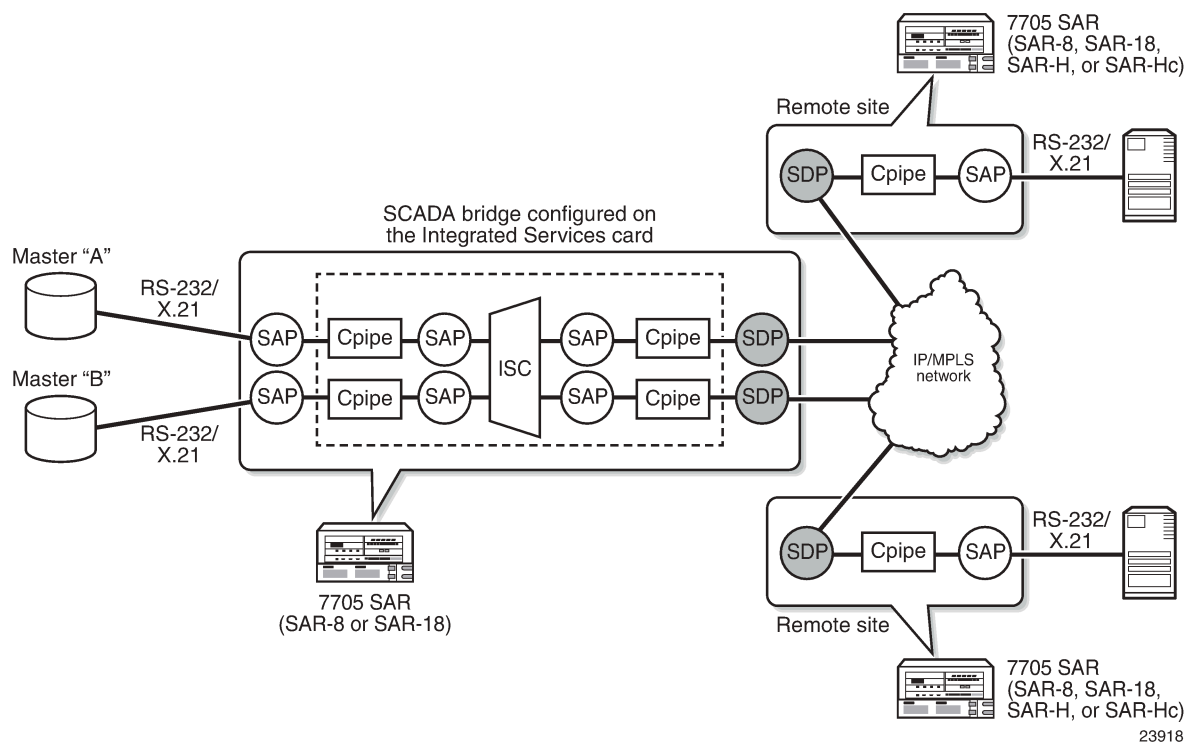 7705 SAR
(SAR-8, SAR-18,
SAR-H, or SAR-Hc)
Remote site
RS-232/
X.21
SDP
Cpipe
SAP
SCADA bridge configured on
the Integrated Services card
Master “A”
RS-232/
X.21
SAP
Cpipe
SAP
ISC
SAP
Cpipe
SDP
IP/MPLS
network
Master “B”
SAP
Cpipe
SAP
SAP
Cpipe
SDP
RS-232/
X.21
7705 SAR
(SAR-8 or SAR-18)
SDP
Cpipe
SAP
RS-232/
X.21
Remote site
7705 SAR
(SAR-8, SAR-18,
SAR-H, or SAR-Hc)
23918